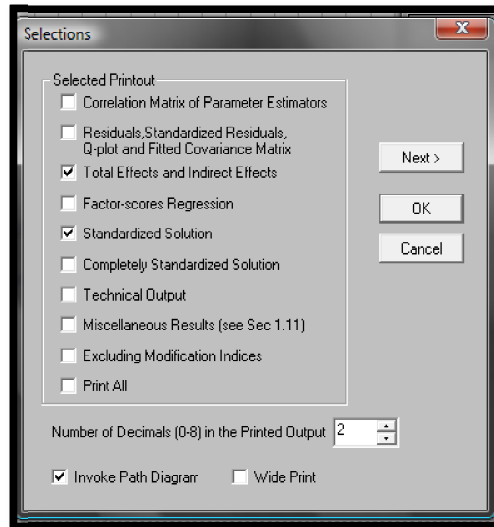 Selections
Selected Printout
Correlation Matrix of Parameter Estimators
Residuals,Standardized Residuals,
Q-plot and Fitted Covariance Matrix
Total Effects and Indirect Effects
Factor-scores Regression
Standardized Solution
Completely Standardized Solution
Technical Output
Miscellaneous Results (see Sec 1.11)
Excluding Modification Indices
Print All
Next >
OK
Cancel
Number of Decimals (0-8) in the Printed Output 2
Invoke Path Diagram Wide Print